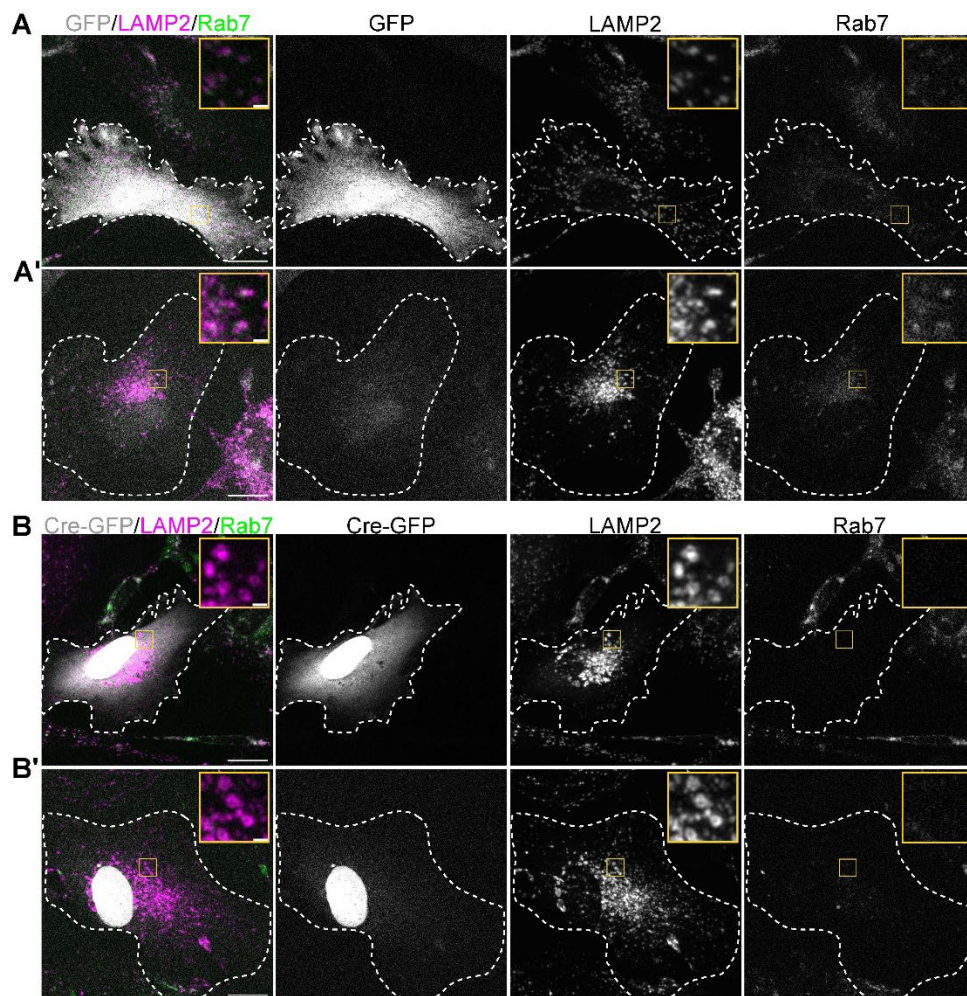 A GFP/LAMP2/Rab7 GFP LAMP2 Rab7
A'
B Cre-GFP/LAMP2/Rab7 Cre-GFP LAMP2 Rab7
B'